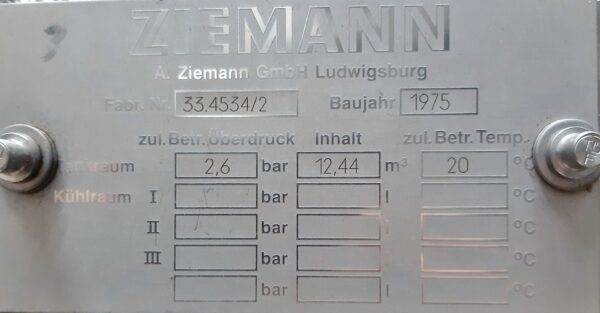 ZIEMANN
A. Ziemann GmbH Ludwigsburg
Fabr. Nr. 33.4534/2 Baujahr 1975
zul. Betr. Überdruck Inhalt zul. Betr. Temp.
2,6 bar 12,44 m³ 20 °C
Kühlraum I bar l °C
II bar l °C
III bar l °C
bar l °C